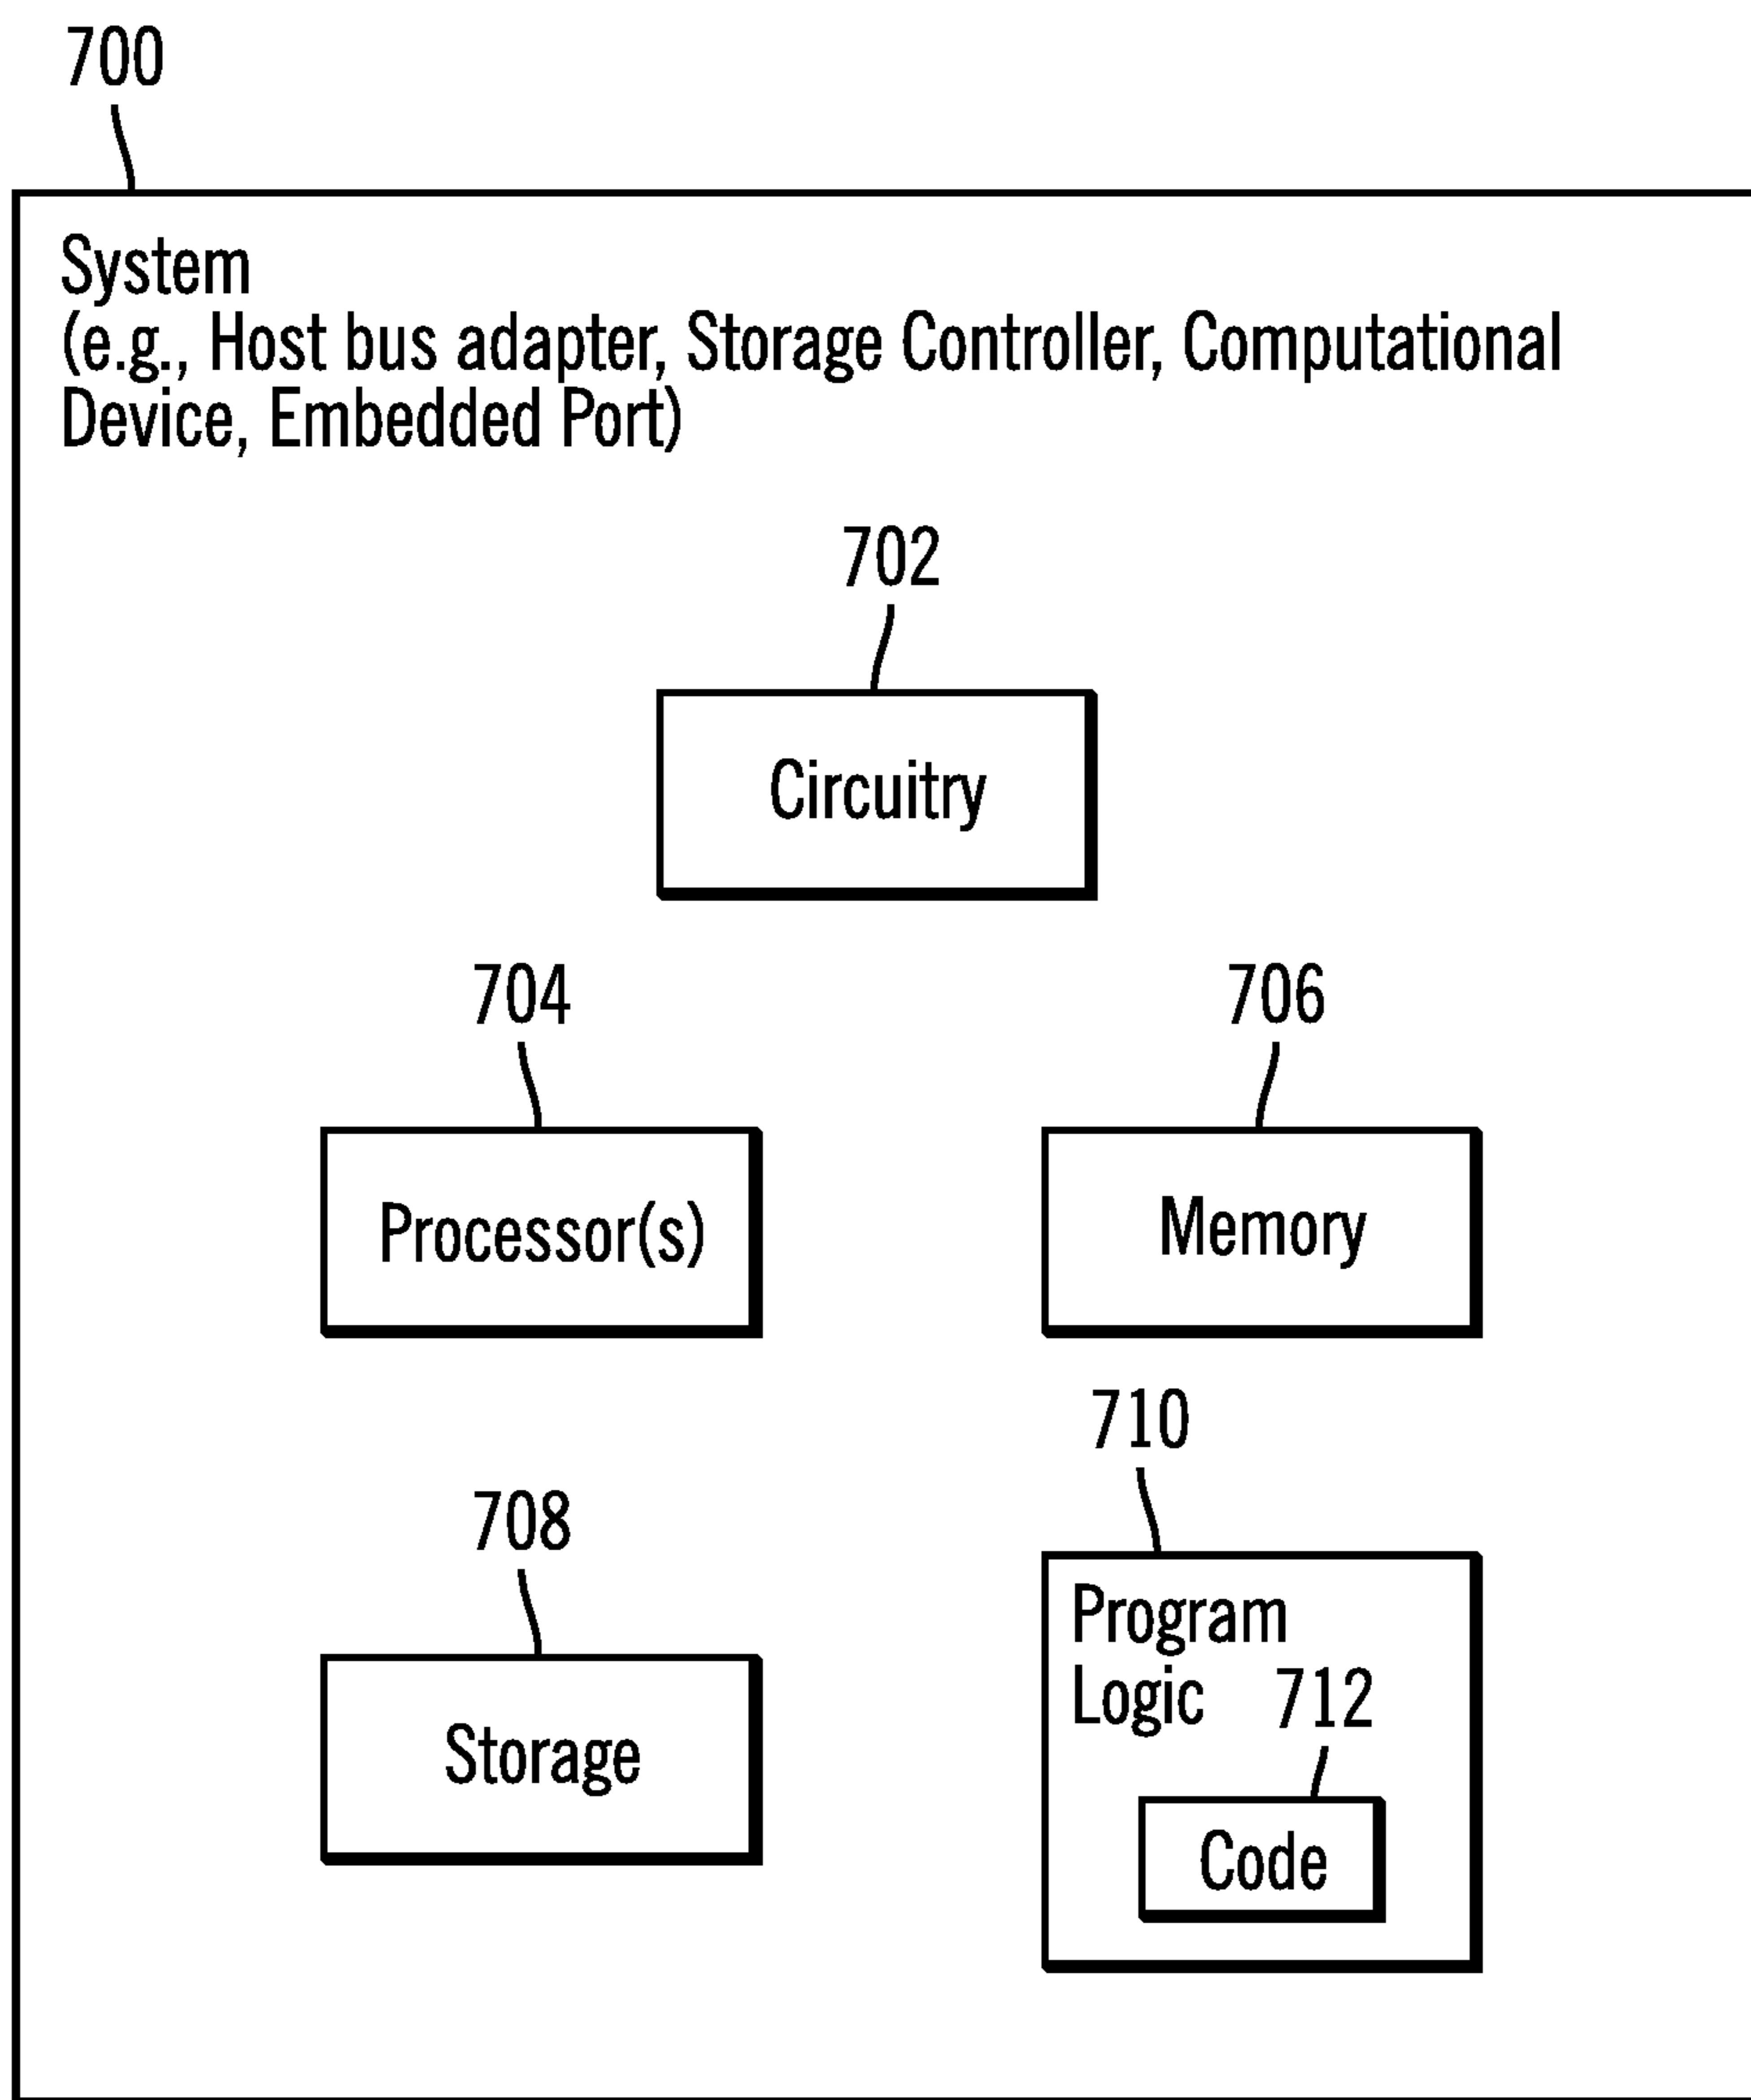 700
System
(e.g., Host bus adapter, Storage Controller, Computational
Device, Embedded Port)
702
Circuitry
704
Processor(s)
706
Memory
708
Storage
710
Program
Logic
712
Code